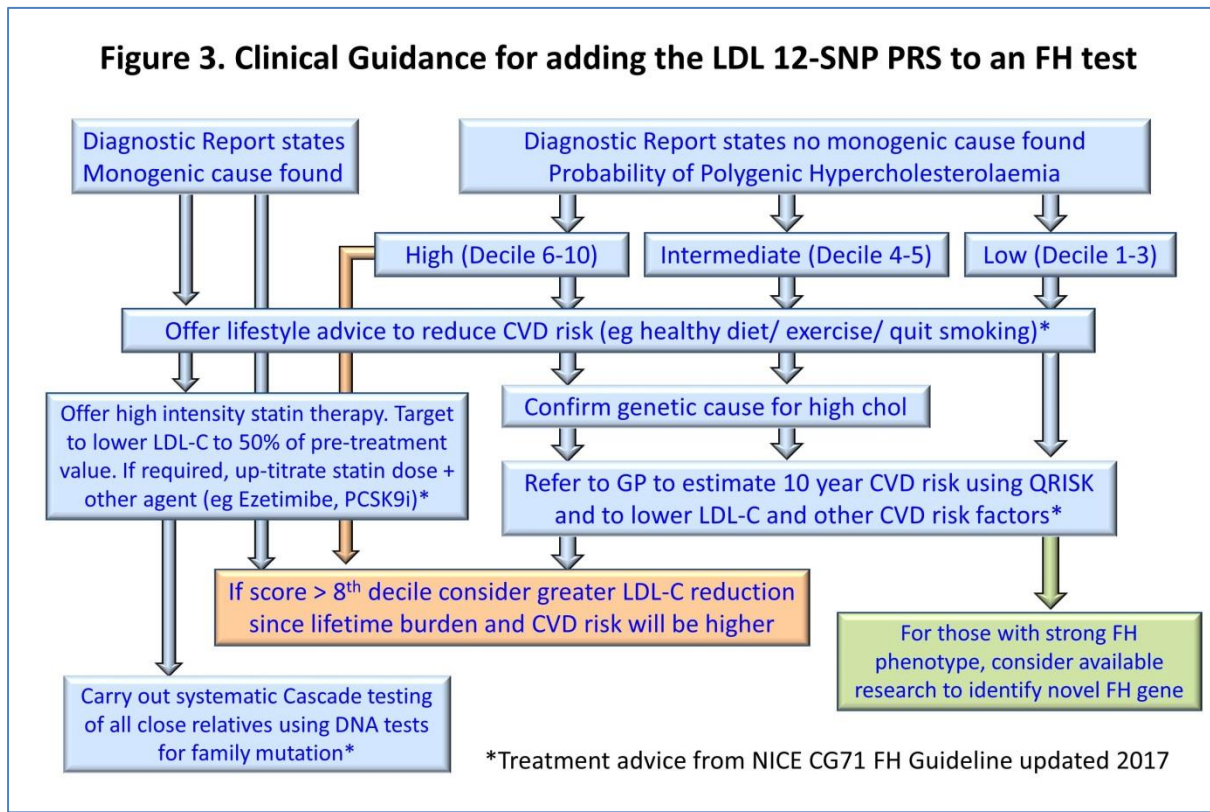 Figure 3. Clinical Guidance for adding the LDL 12-SNP PRS to an FH test
Diagnostic Report states
Monogenic cause found
Diagnostic Report states no monogenic cause found
Probability of Polygenic Hypercholesterolaemia
High (Decile 6-10)
Intermediate (Decile 4-5)
Low (Decile 1-3)
Offer lifestyle advice to reduce CVD risk (eg healthy diet/ exercise/ quit smoking)*
Offer high intensity statin therapy. Target
to lower LDL-C to 50% of pre-treatment
value. If required, up-titrate statin dose +
other agent (eg Ezetimibe, PCSK9i)*
Confirm genetic cause for high chol
Refer to GP to estimate 10 year CVD risk using QRISK
and to lower LDL-C and other CVD risk factors*
If score > 8th decile consider greater LDL-C reduction
since lifetime burden and CVD risk will be higher
For those with strong FH
phenotype, consider available
research to identify novel FH gene
Carry out systematic Cascade testing
of all close relatives using DNA tests
for family mutation*
*Treatment advice from NICE CG71 FH Guideline updated 2017